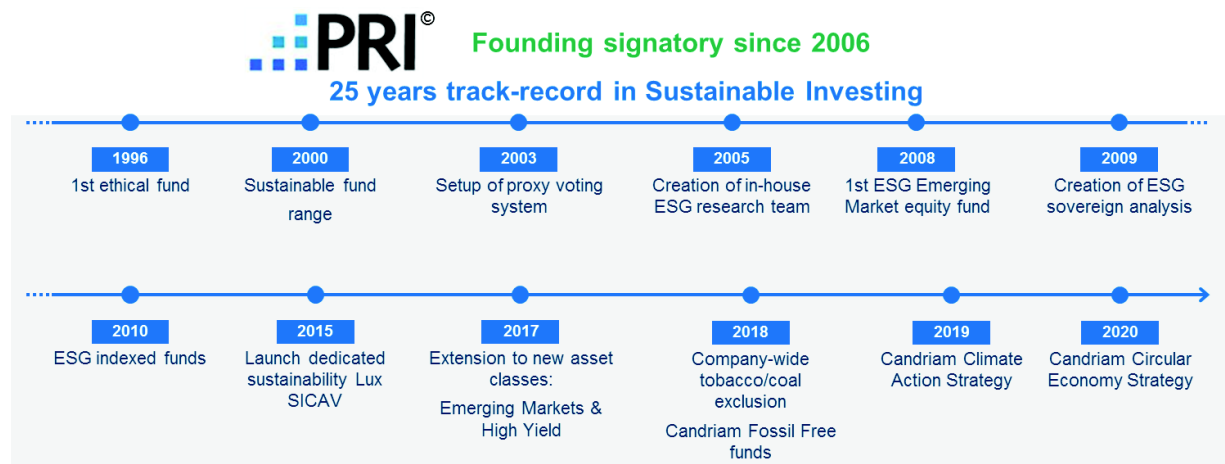 PRI©
Founding signatory since 2006
25 years track-record in Sustainable Investing
1996
1st ethical fund
2000
Sustainable fund
range
2003
Setup of proxy voting
system
2005
Creation of in-house
ESG research team
2008
1st ESG Emerging
Market equity fund
2009
Creation of ESG
sovereign analysis
2010
ESG indexed funds
2015
Launch dedicated
sustainability Lux
SICAV
2017
Extension to new asset
classes:
Emerging Markets &
High Yield
2018
Company-wide
tobacco/coal
exclusion
Candriam Fossil Free
funds
2019
Candriam Climate
Action Strategy
2020
Candriam Circular
Economy Strategy